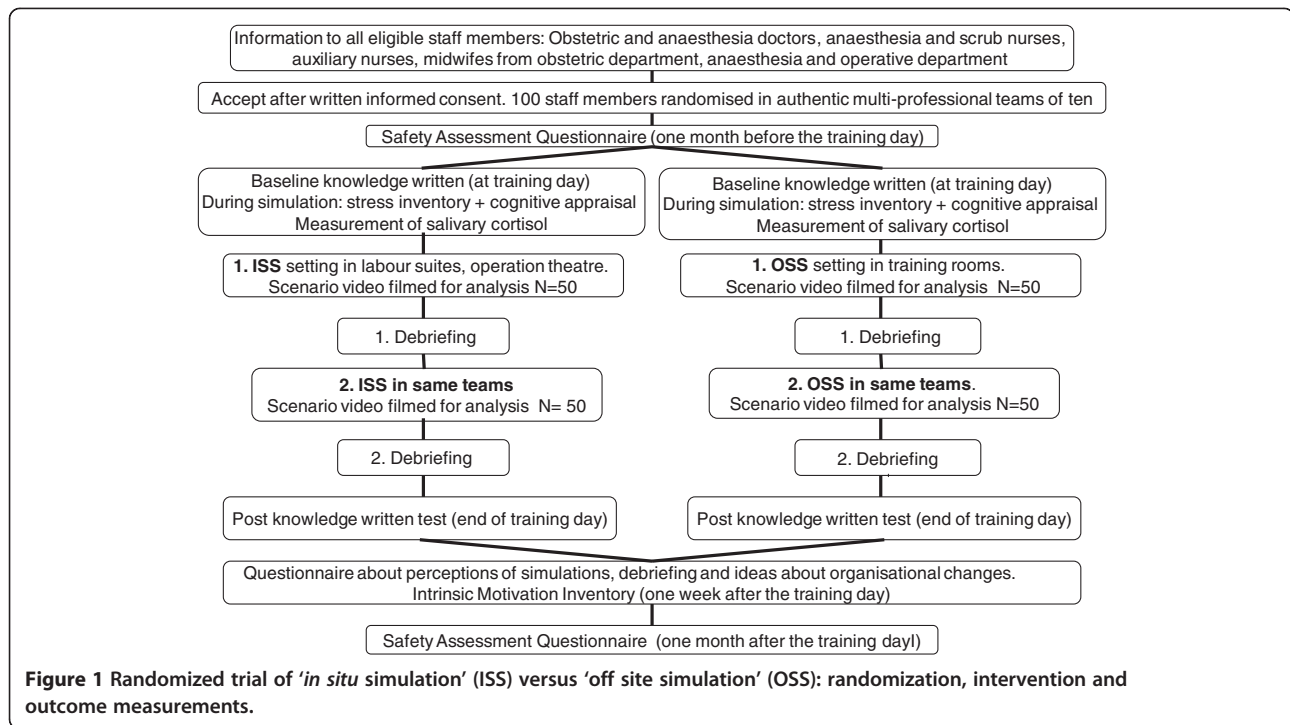 Information to all eligible staff members: Obstetric and anaesthesia doctors, anaesthesia and scrub nurses,
auxiliary nurses, midwifes from obstetric department, anaesthesia and operative department
Accept after written informed consent. 100 staff members randomised in authentic multi-professional teams of ten
Safety Assessment Questionnaire (one month before the training day)
Baseline knowledge written (at training day)
During simulation: stress inventory + cognitive appraisal
Measurement of salivary cortisol
Baseline knowledge written (at training day)
During simulation: stress inventory + cognitive appraisal
Measurement of salivary cortisol
1. ISS setting in labour suites, operation theatre.
Scenario video filmed for analysis N=50
1. OSS setting in training rooms.
Scenario video filmed for analysis N=50
1. Debriefing
1. Debriefing
2. ISS in same teams
Scenario video filmed for analysis N= 50
2. OSS in same teams.
Scenario video filmed for analysis N=50
2. Debriefing
2. Debriefing
Post knowledge written test (end of training day)
Post knowledge written test (end of training day)
Questionnaire about perceptions of simulations, debriefing and ideas about organisational changes.
Intrinsic Motivation Inventory (one week after the training day)
Safety Assessment Questionnaire (one month after the training dayl)
Figure 1 Randomized trial of ‘in situ simulation’ (ISS) versus ‘off site simulation’ (OSS): randomization, intervention and
outcome measurements.